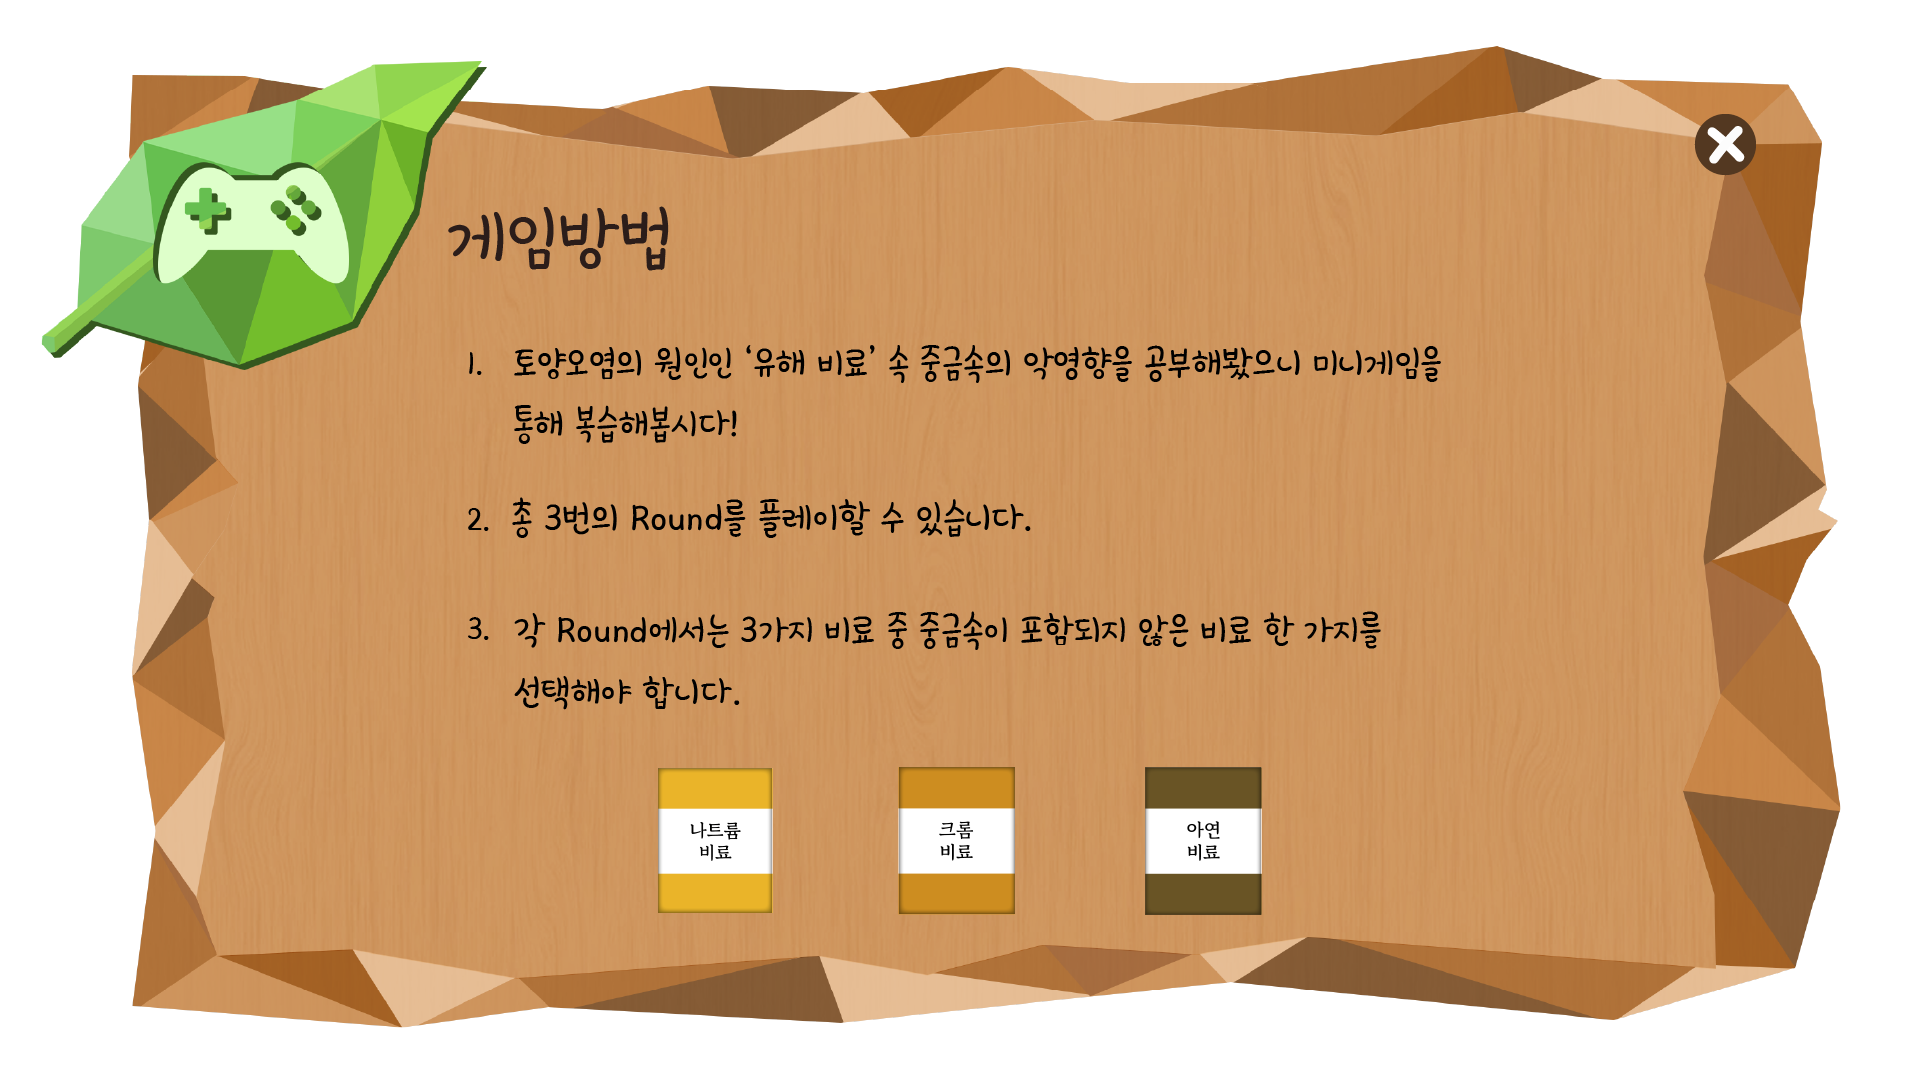 게임방법
1. 토양오염의 원인인 ‘유해 비료’ 속 중금속의 악영향을 공부해봤으니 미니게임을
통해 복습해봅시다!
2. 총 3번의 Round를 플레이할 수 있습니다.
3. 각 Round에서는 3가지 비료 중 중금속이 포함되지 않은 비료 한 가지를
선택해야 합니다.
나트륨
비료
크롬
비료
아연
비료